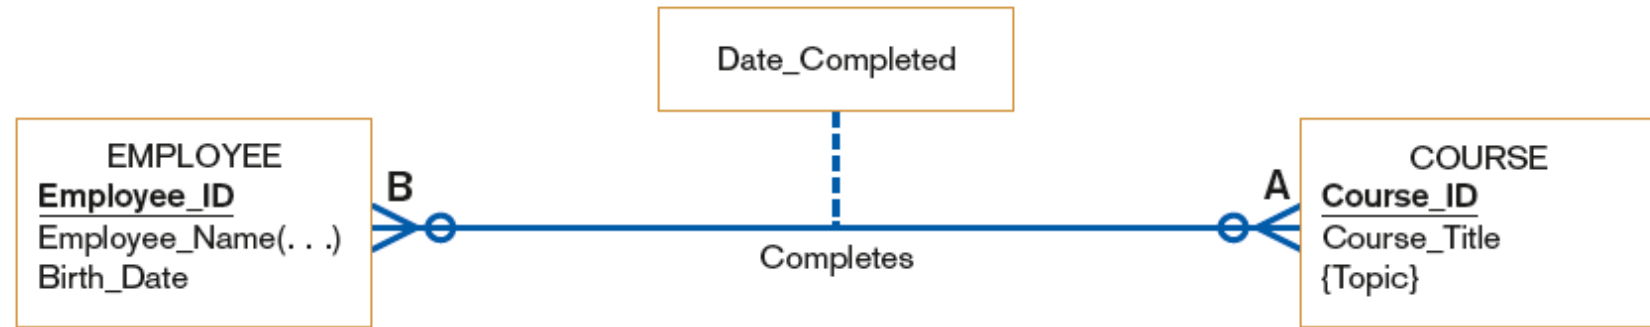 Date_Completed
EMPLOYEE
Employee_ID
Employee_Name(. . .)
Birth_Date
B
Completes
A
COURSE
Course_ID
Course_Title
{Topic}